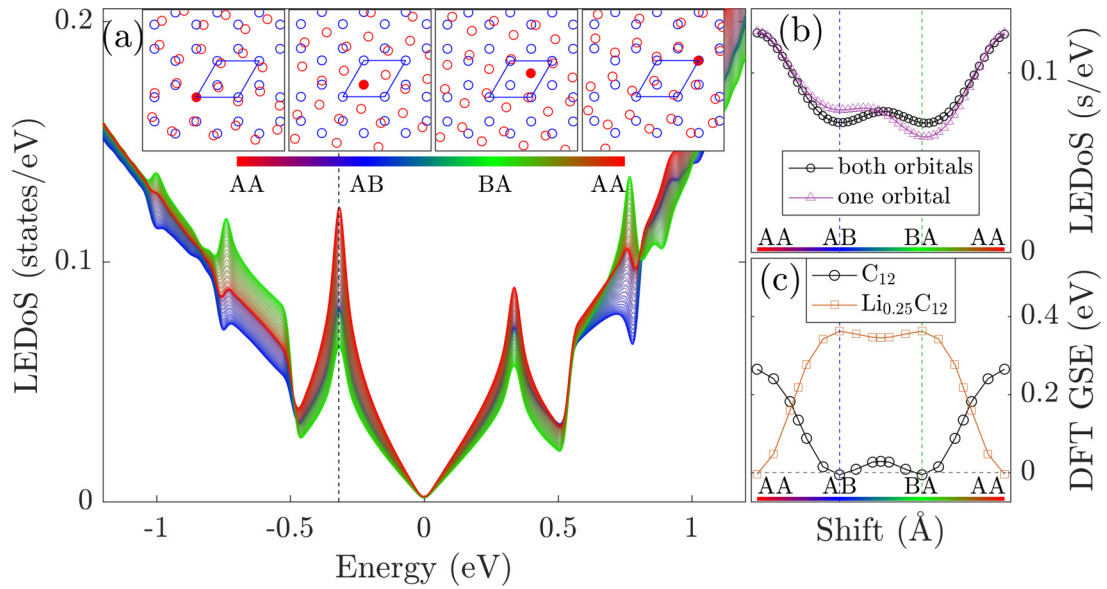 (a)
0.2
0.1
0
LEDoS (states/eV)
AA AB BA AA
-1 -0.5 0 0.5 1
Energy (eV)
(b)
0.1
0
LEDoS (s/eV)
both orbitals
one orbital
AA AB BA AA
(c)
C12
Li0.25C12
0.4
0.2
0
DFT GSE (eV)
AA AB BA AA
Shift (Å)